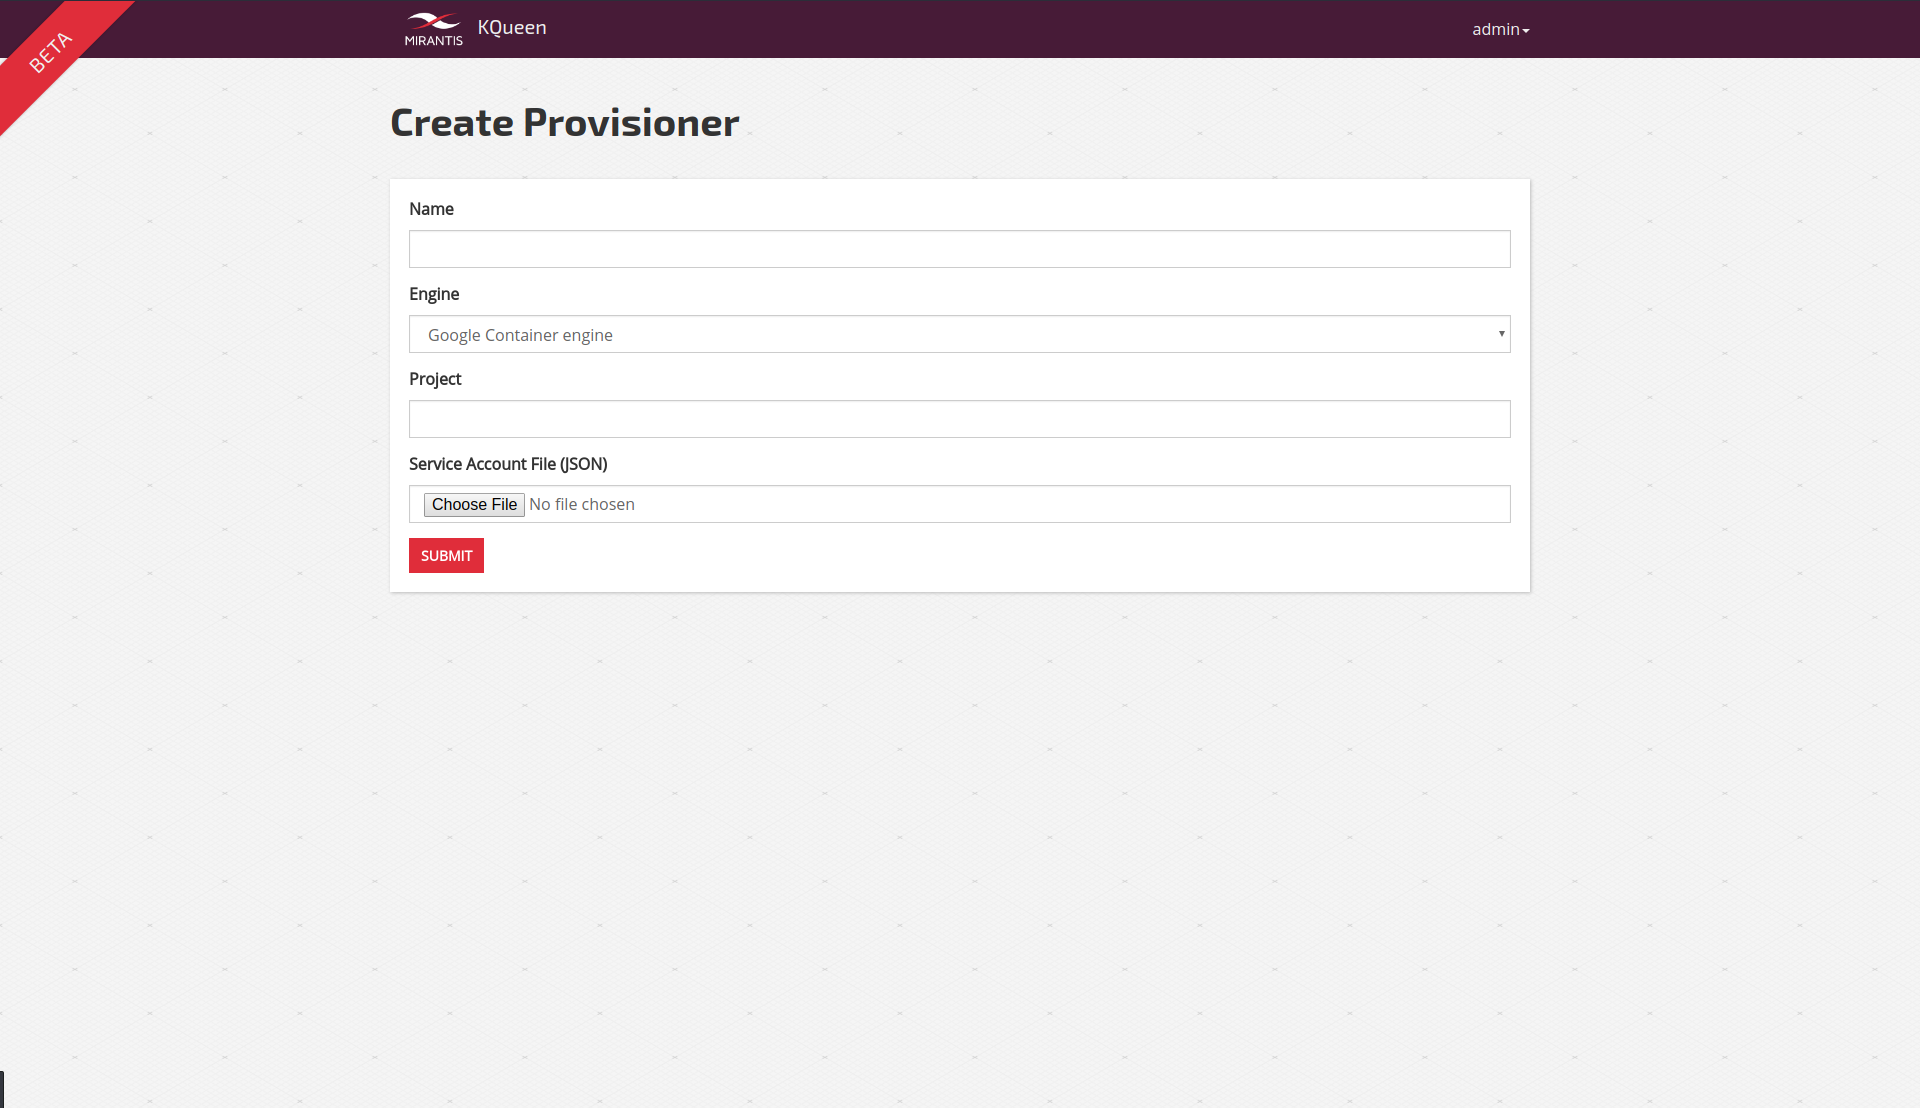 BETA
MIRANTIS
KQueen
admin
Create Provisioner
Name
Engine
Google Container engine
Project
Service Account File (JSON)
Choose File No file chosen
SUBMIT